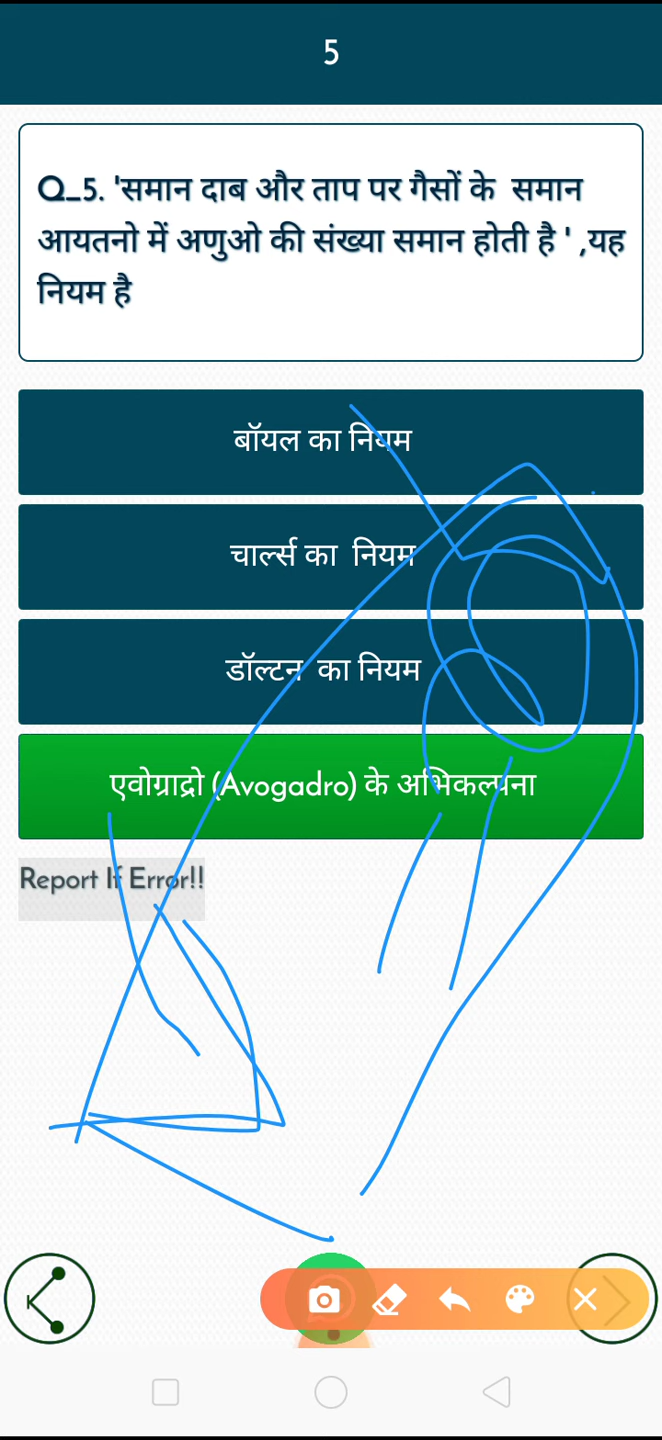 5
Q_5. 'समान दाब और ताप पर गैसों के समान
आयतनो में अणुओ की संख्या समान होती है ' ,यह
नियम है
बॉयल का नियम
चार्ल्स का नियम
डॉल्टन का नियम
एवोग्राद्रो (Avogadro) के अभिकल्पना
Report If Error!!